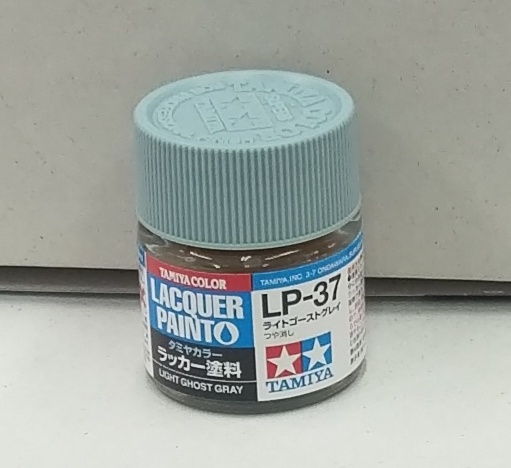 TAMIYA COLOR
LACQUER
PAINT
タミヤカラー
ラッカー塗料
LIGHT GHOST GRAY
TAMIYA, INC. 3-7 ONDAWARA,
LP-37
ライトゴーストグレイ
つや消し
TAMIYA